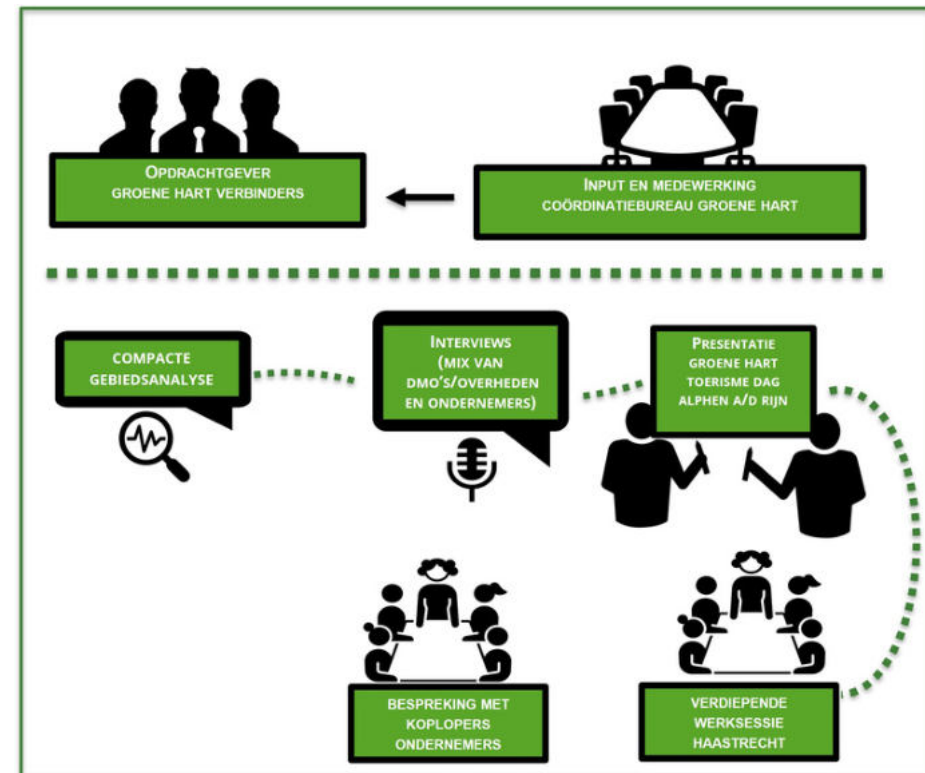 OPDRACHTGEVER
GROENE HART VERBINDERS
INPUT EN MEDEWERKING
COÖRDINATIEBUREAU GROENE HART
COMPACTE
GEBIEDSANALYSE
INTERVIEWS
(MIX VAN
DMO'S/OVERHEDEN
EN ONDERNEMERS)
PRESENTATIE
GROENE HART
TOERISME DAG
ALPHEN A/D RIJN
BESPREKING MET
KOPLOPERS
ONDERNEMERS
VERDIEPENDE
WERKSESSIE
HAASTRECHT